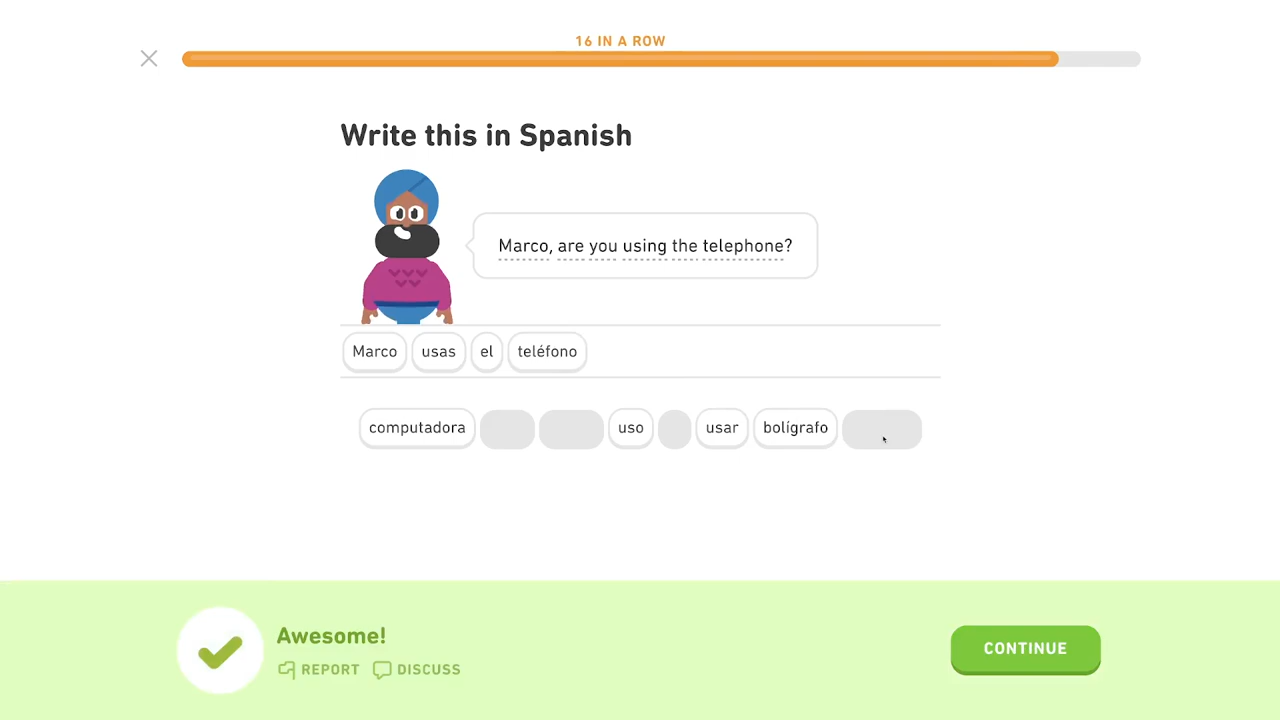 16 IN A ROW
Write this in Spanish
Marco, are you using the telephone?
Marco usas el teléfono
computadora uso usar bolígrafo
Awesome!
REPORT DISCUSS
CONTINUE